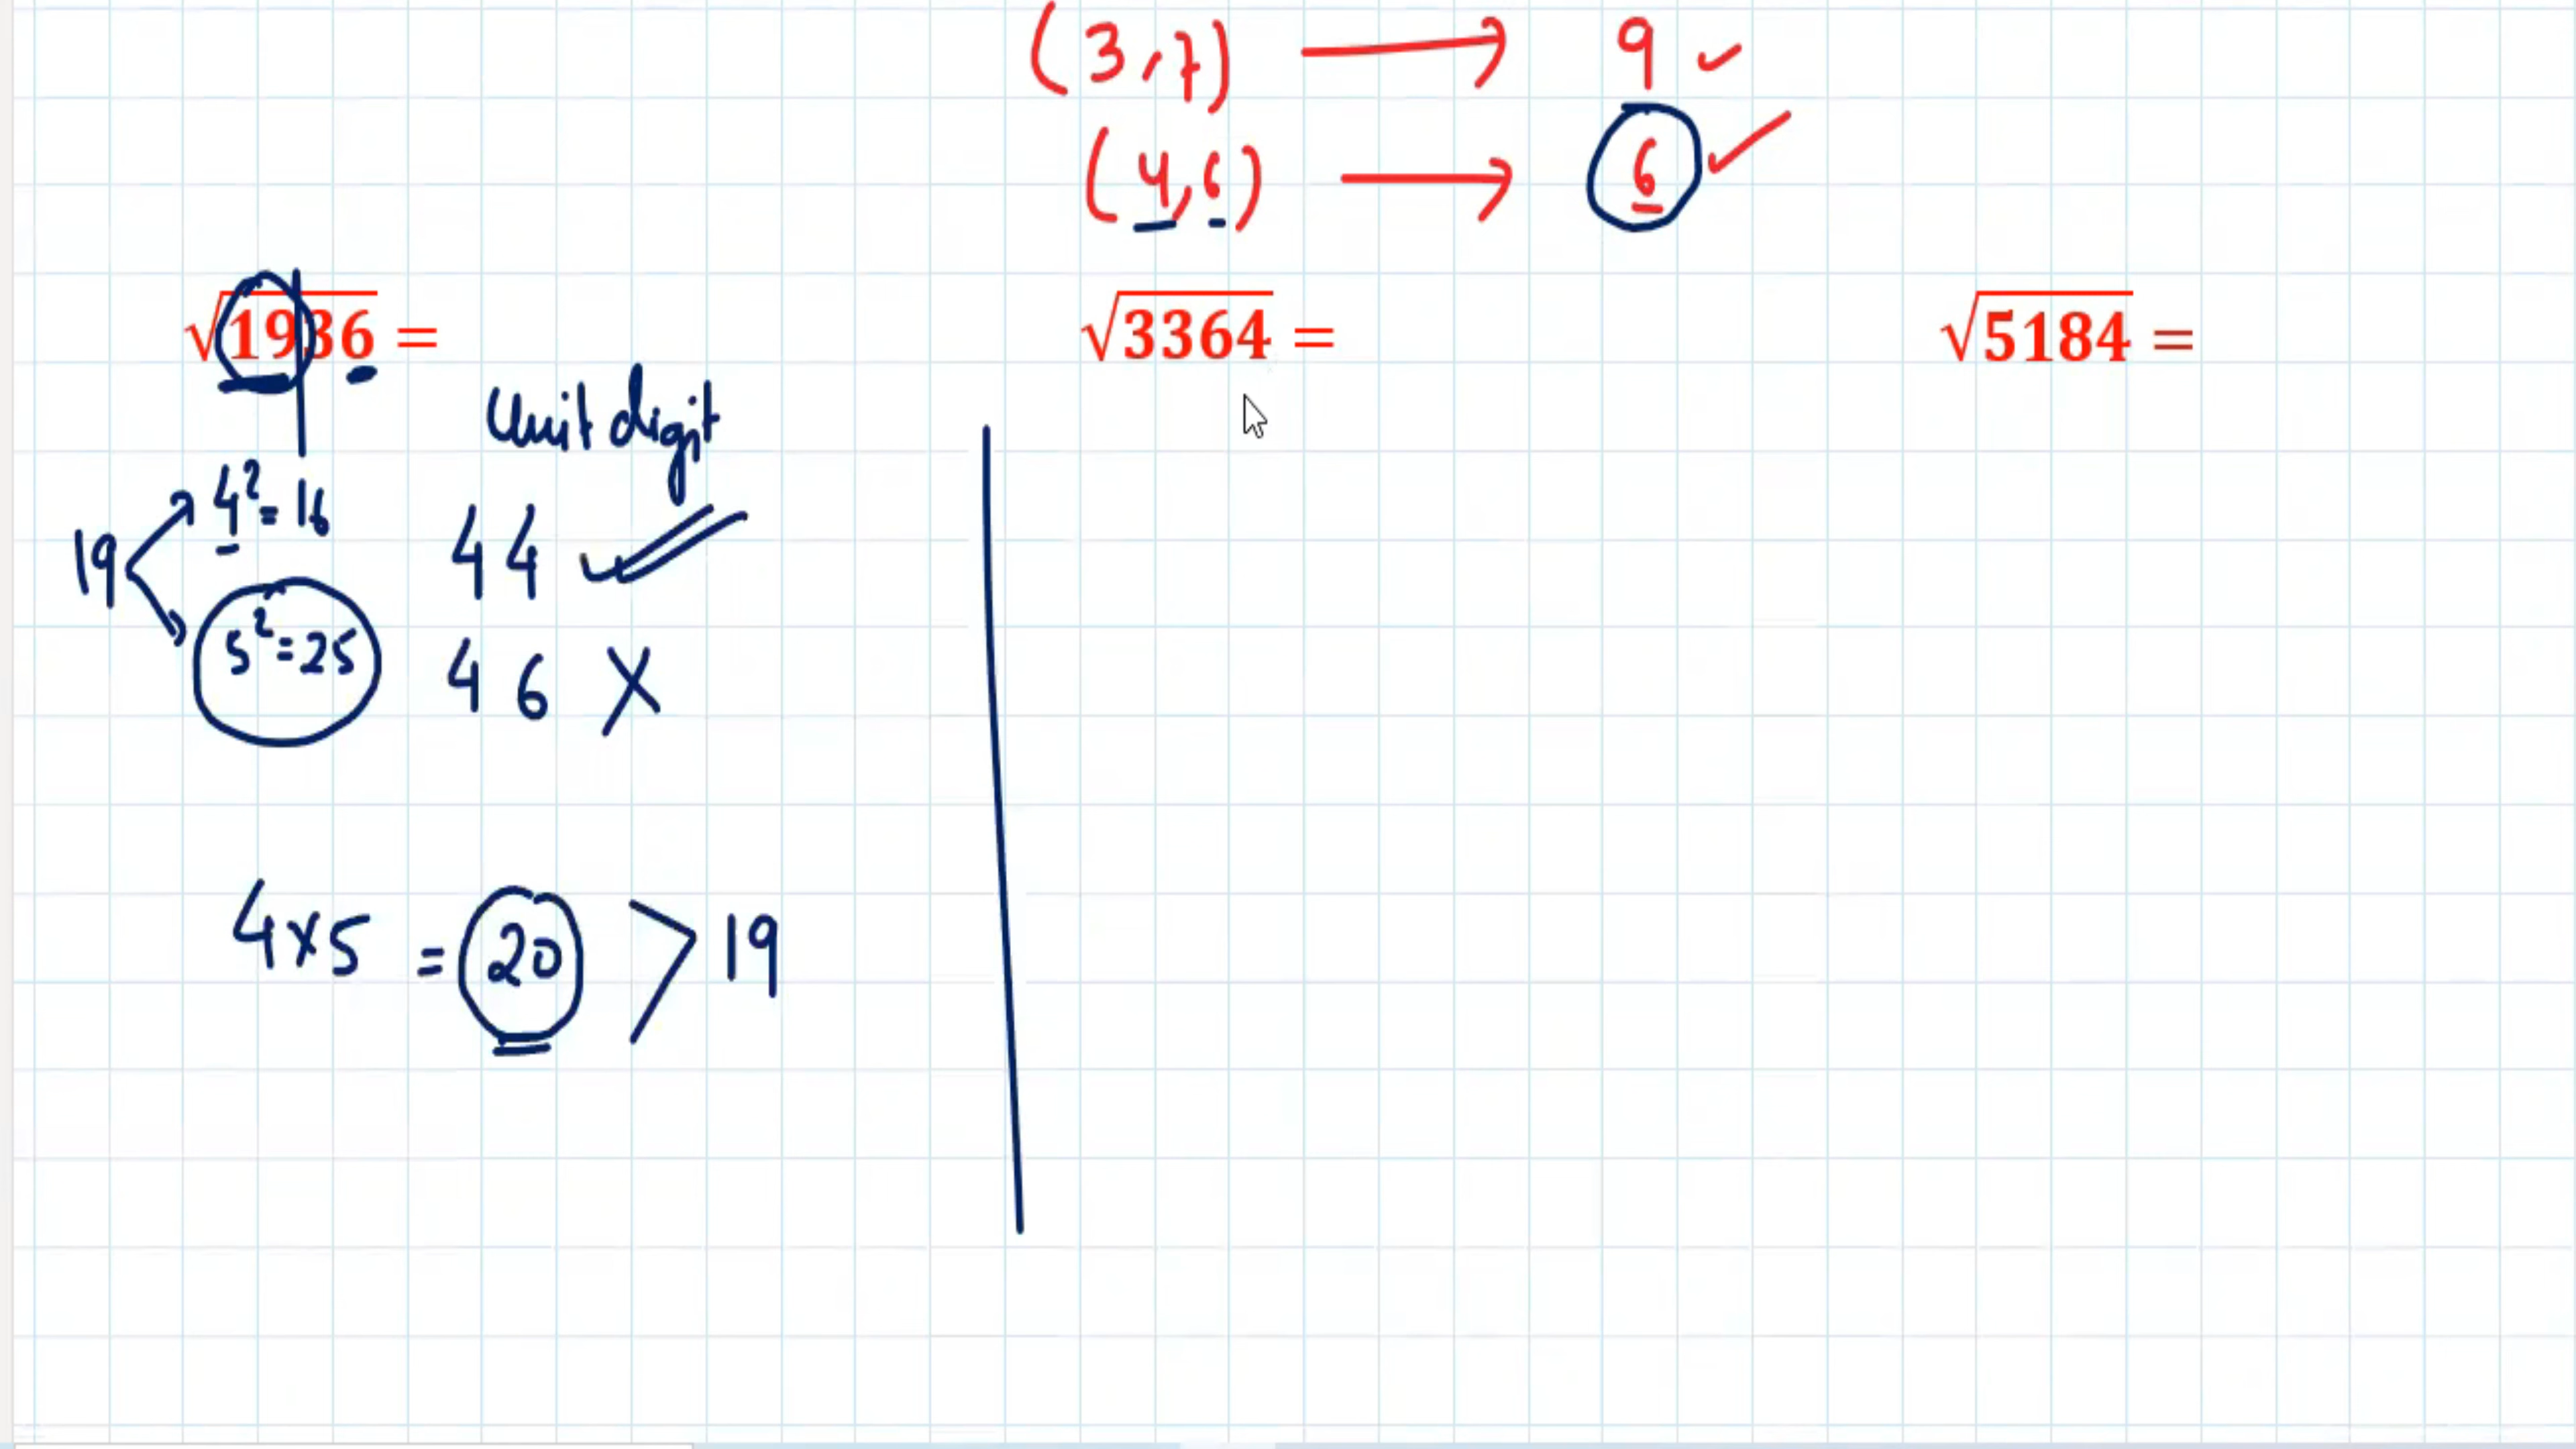 (3,7) → 9 ✓
(4,6) → 6 ✓
√1936 =
√3364 =
√5184 =
Unit digit
19
4² = 16
5² = 25
44 ✓
46 X
4×5 = 20 > 19